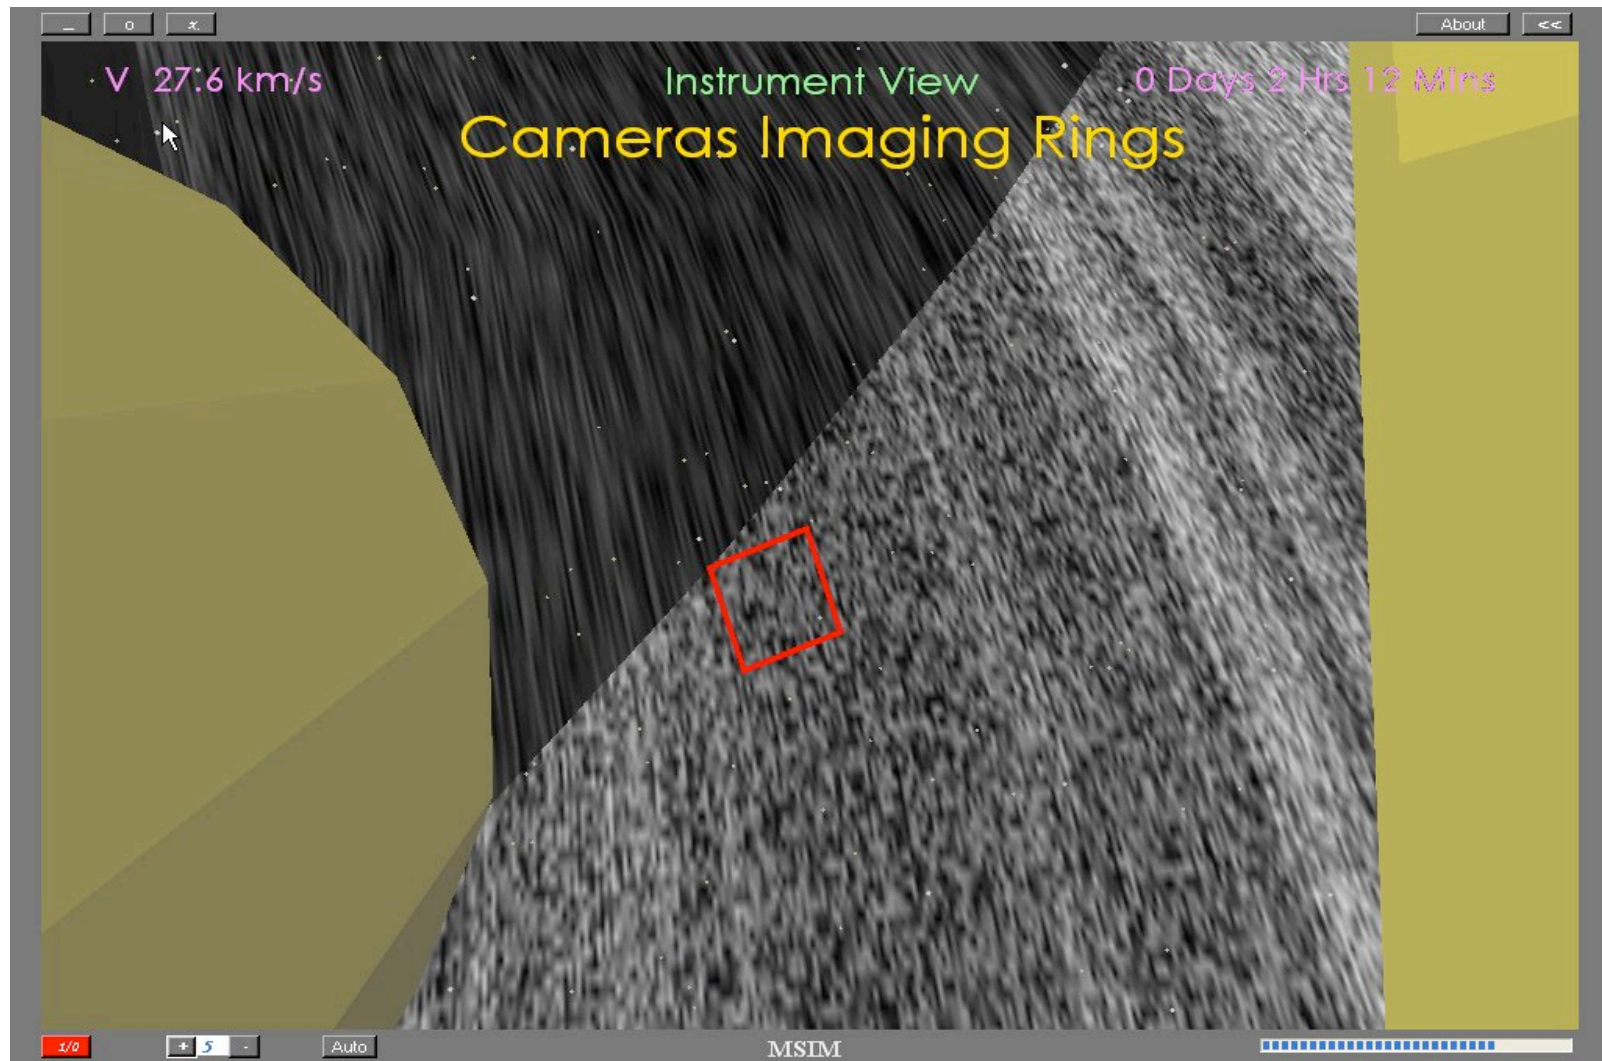 _ o x. About <<
V 27.6 km/s Instrument View 0 Days 2 Hrs 12 Mins
Cameras Imaging Rings
1/0 + 5 - Auto MSIM